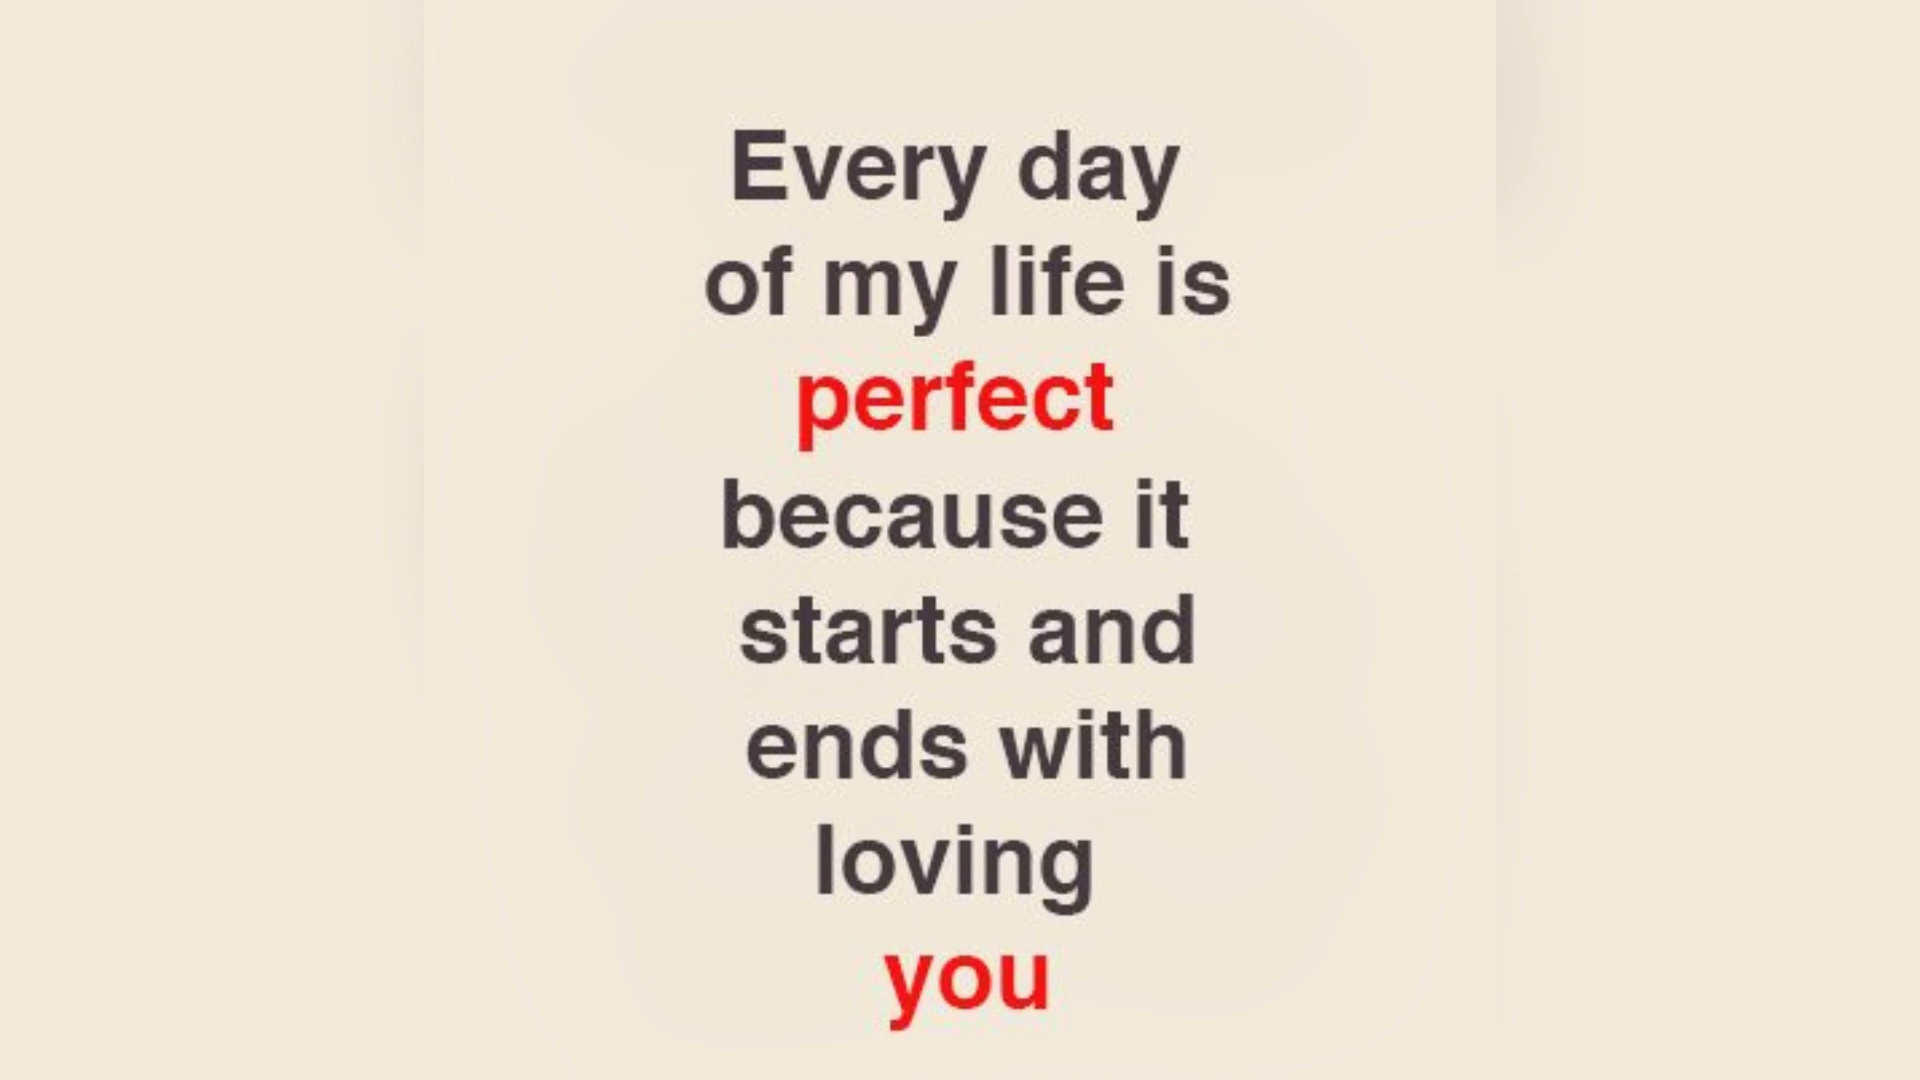 Every day
of my life is
perfect
because it
starts and
ends with
loving
you